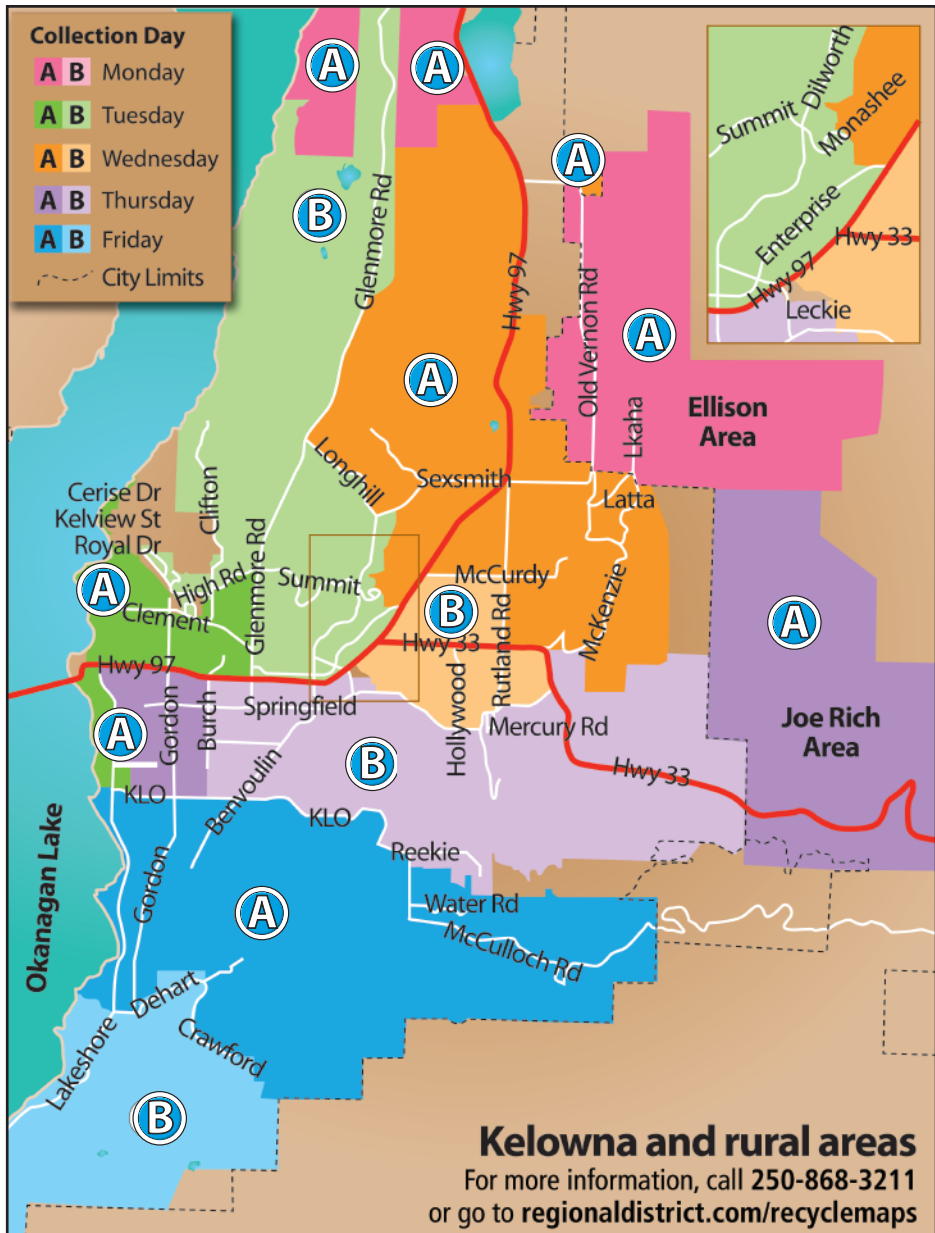 Collection Day
A B Monday
A B Tuesday
A B Wednesday
A B Thursday
A B Friday
City Limits
A
A
Summit
Dilworth
Monashee
Enterprise
Hwy 97
Hwy 33
Leckie
A
B
Glenmore Rd
Hwy 97
Old Vernon Rd
A
A
Ellison
Area
Lkaha
Longhill
Sexsmith
Latta
Cerise Dr
Kelview St
Royal Dr
Clifton
Glenmore Rd
High Rd
Summit
McCurdy
A
Clement
B
Rutland Rd
McKenzie
A
Hwy 33
Hwy 97
Gordon
Burch
Springfield
Hollywood
Mercury Rd
Joe Rich
Area
A
B
Hwy 33
KLO
Benvoulin
KLO
Reekie
Okanagan Lake
Gordon
A
Water Rd
McCulloch Rd
Dehart
Crawford
Lakeshore
B
Kelowna and rural areas
For more information, call 250-868-3211
or go to regionaldistrict.com/recyclemaps